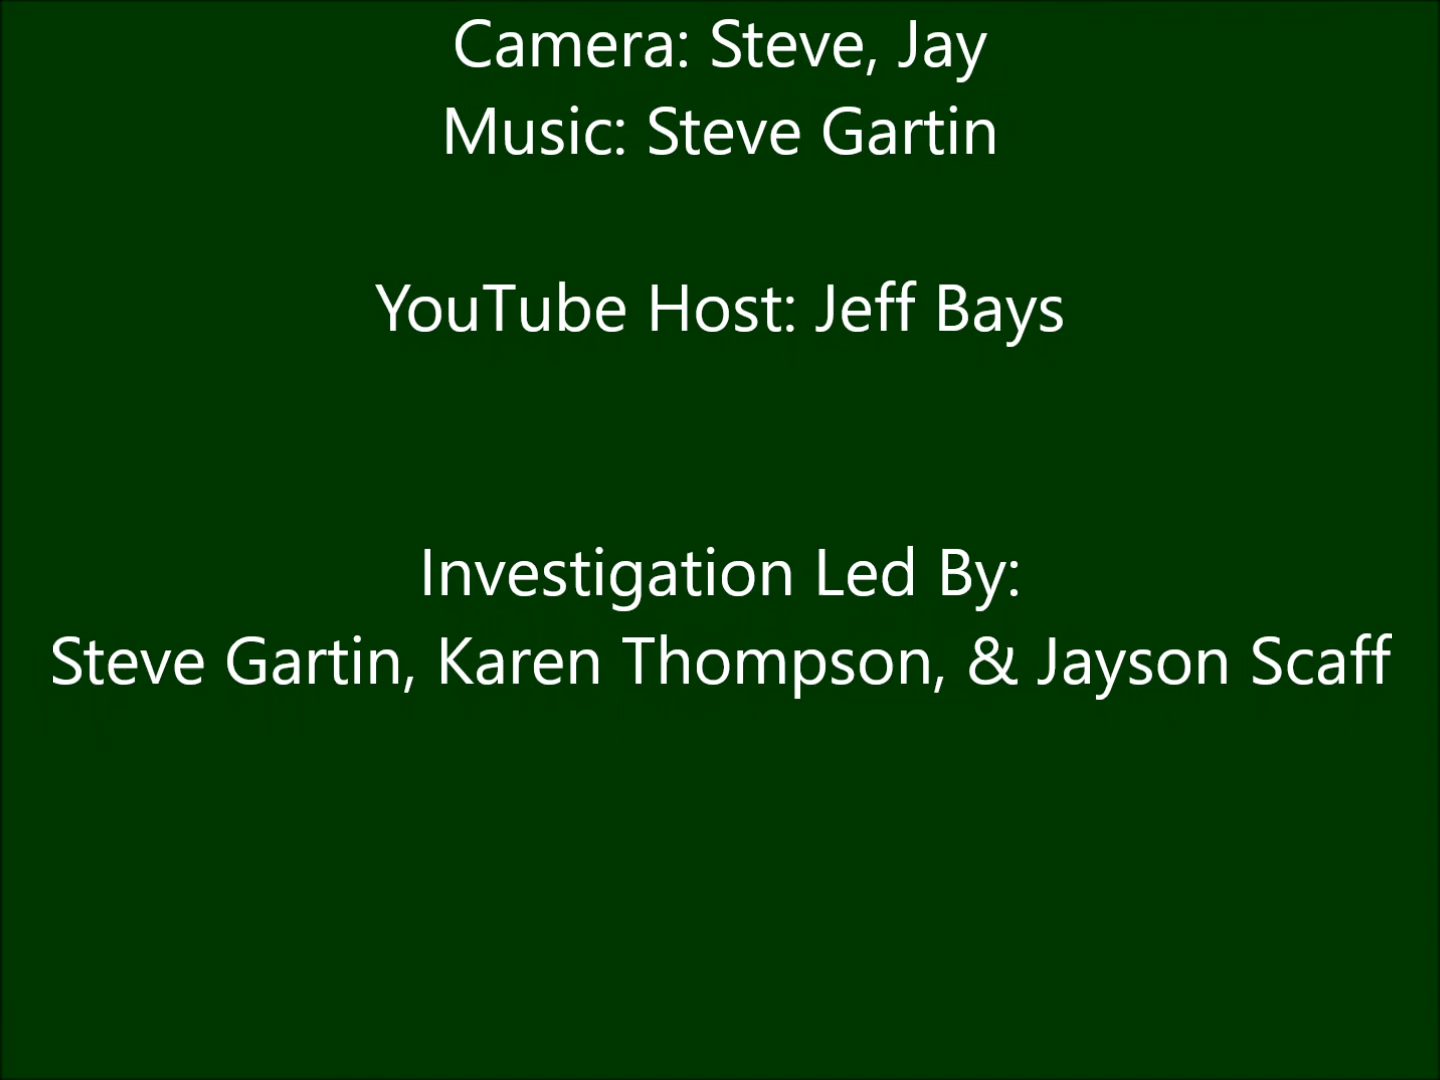 Camera: Steve, Jay
Music: Steve Gartin
YouTube Host: Jeff Bays
Investigation Led By:
Steve Gartin, Karen Thompson, & Jayson Scaff